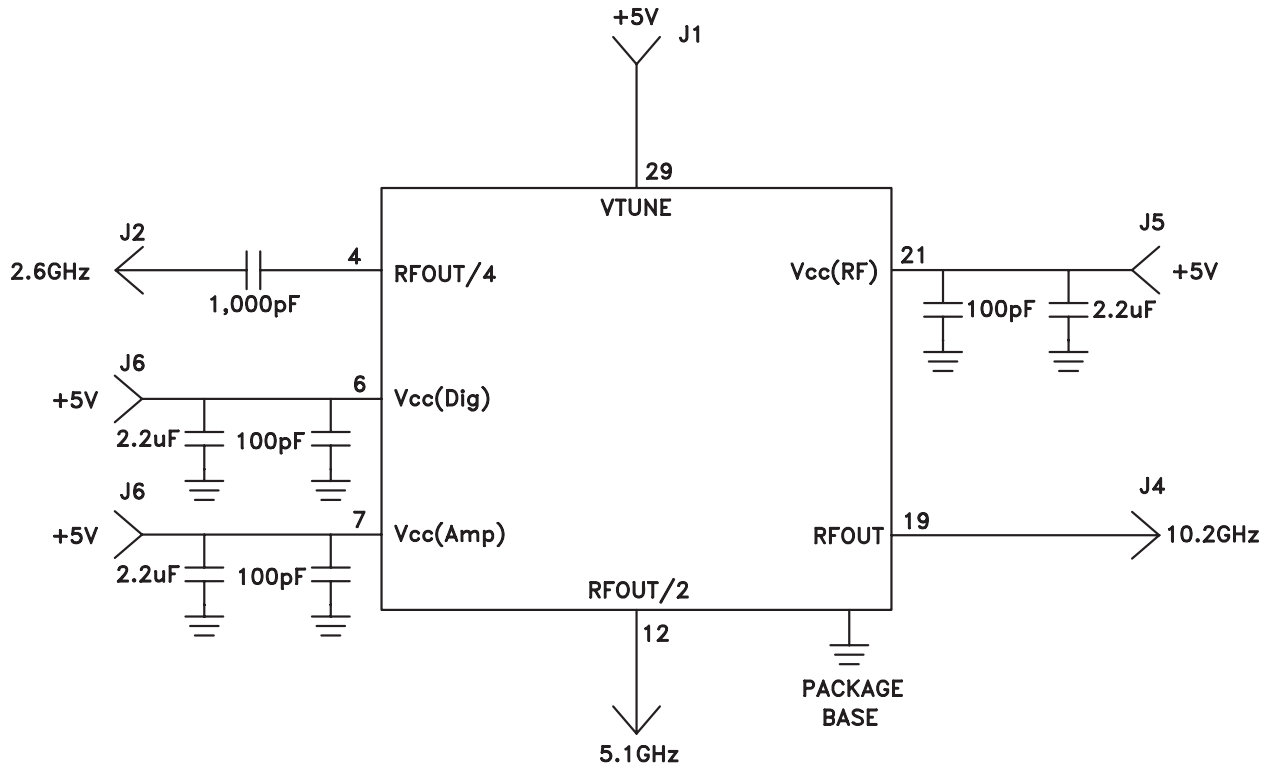 +5V
J1
29
VTUNE
J2
2.6GHz
1,000pF
4
RFOUT/4
J5
21
Vcc(RF)
+5V
100pF
2.2uF
J6
+5V
6
Vcc(Dig)
2.2uF
100pF
J6
+5V
7
Vcc(Amp)
2.2uF
100pF
J4
19
RFOUT
10.2GHz
RFOUT/2
12
5.1GHz
PACKAGE
BASE